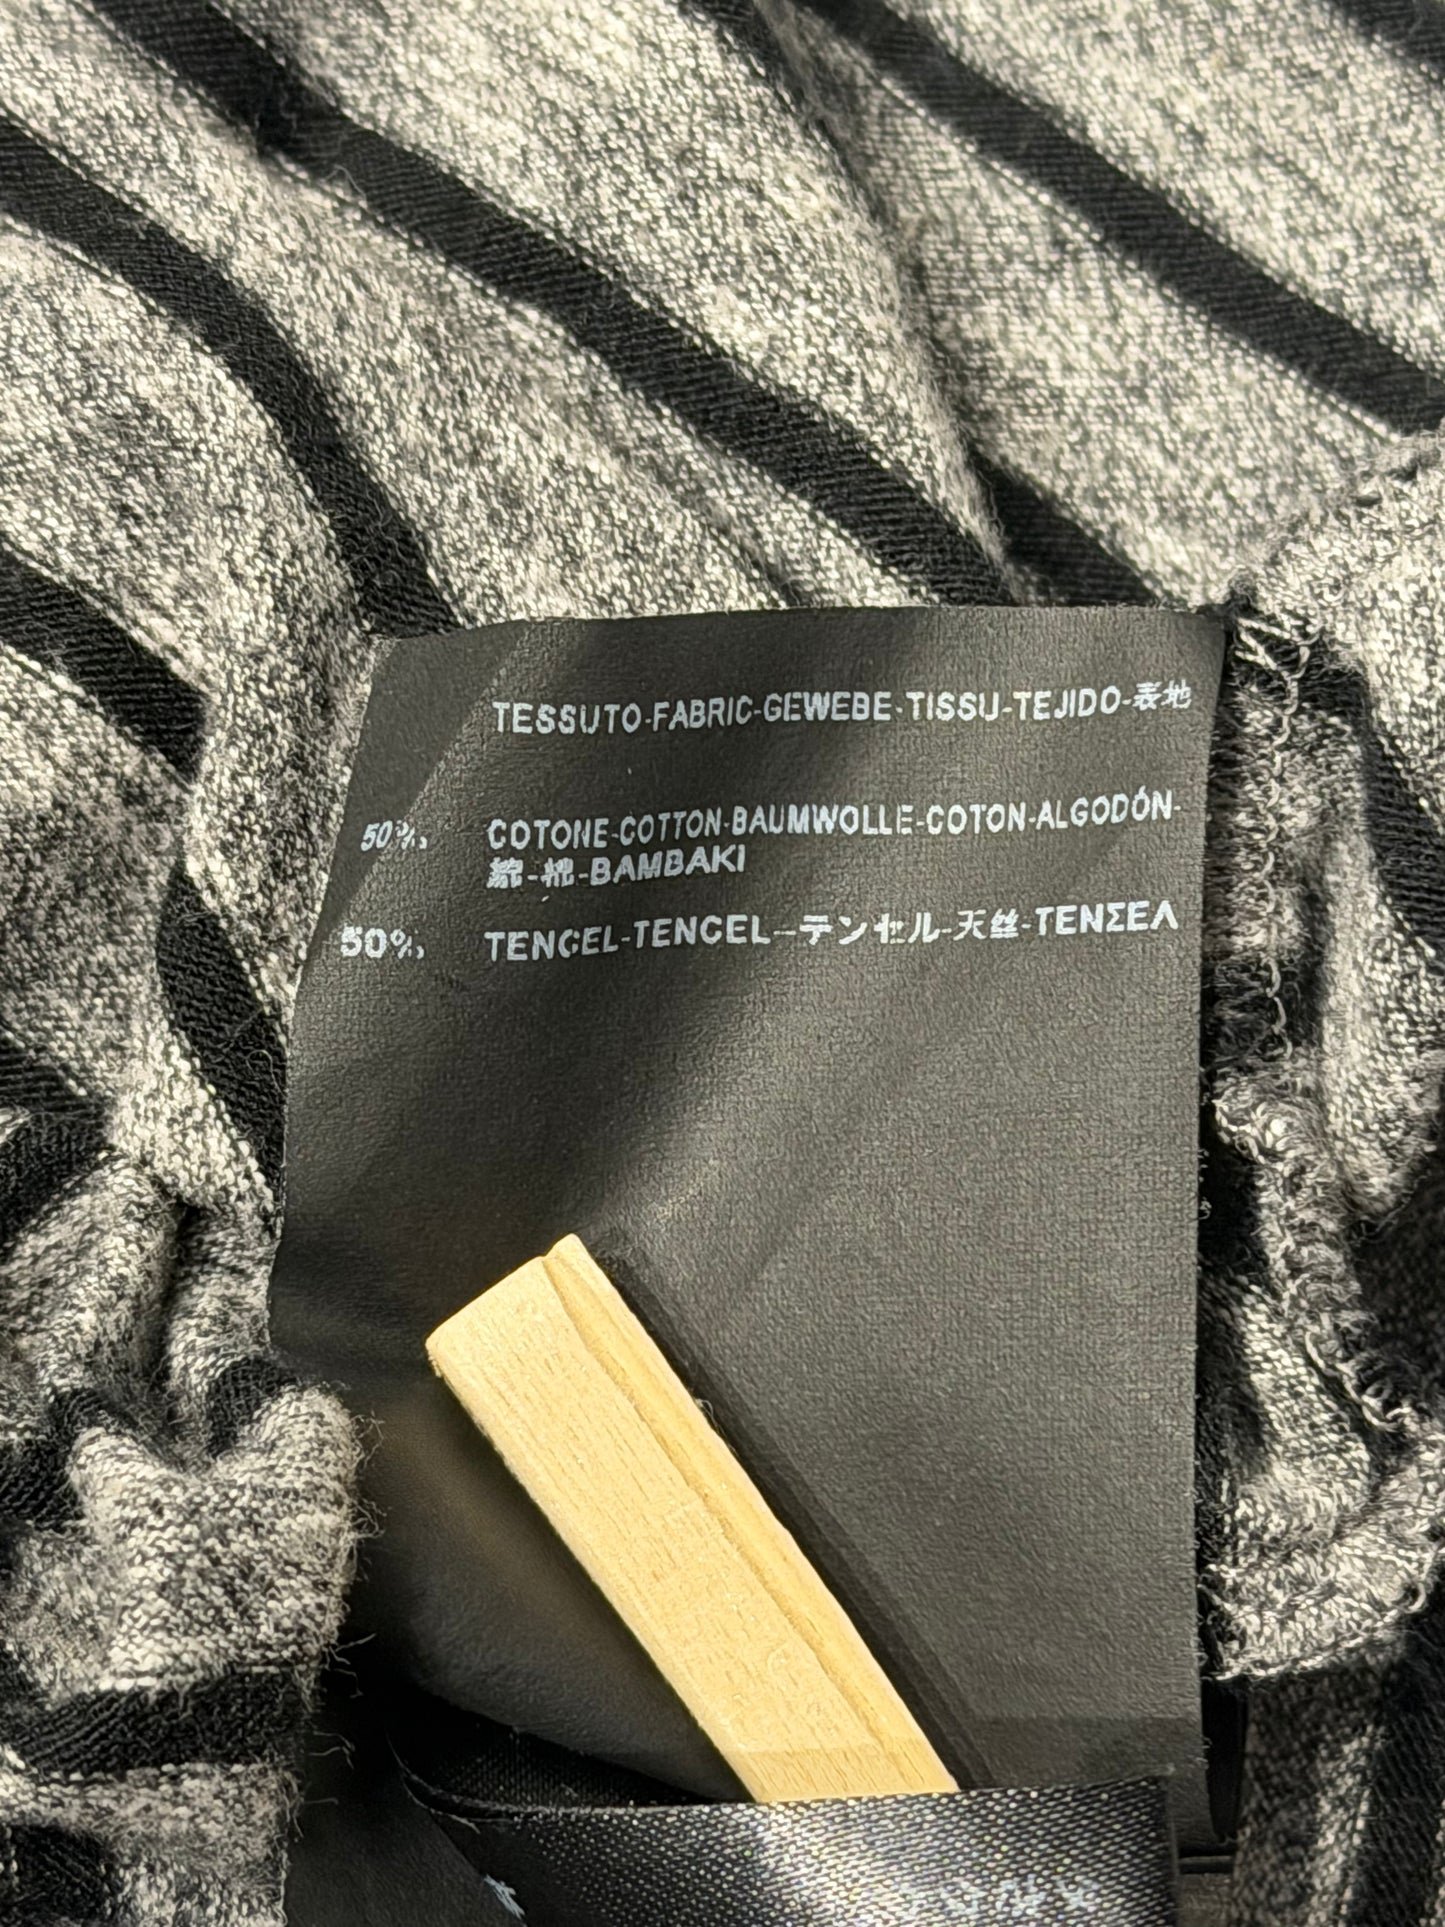 TESSUTO-FABRIC-GEWEBE-TISSU-TEJIDO-表地
50% COTONE-COTTON-BAUMWOLLE-COTON-ALGODÓN-
綿-棉-BAMBAKI
50% TENCEL-TENCEL--テンセル-天丝-TENΣEΛ